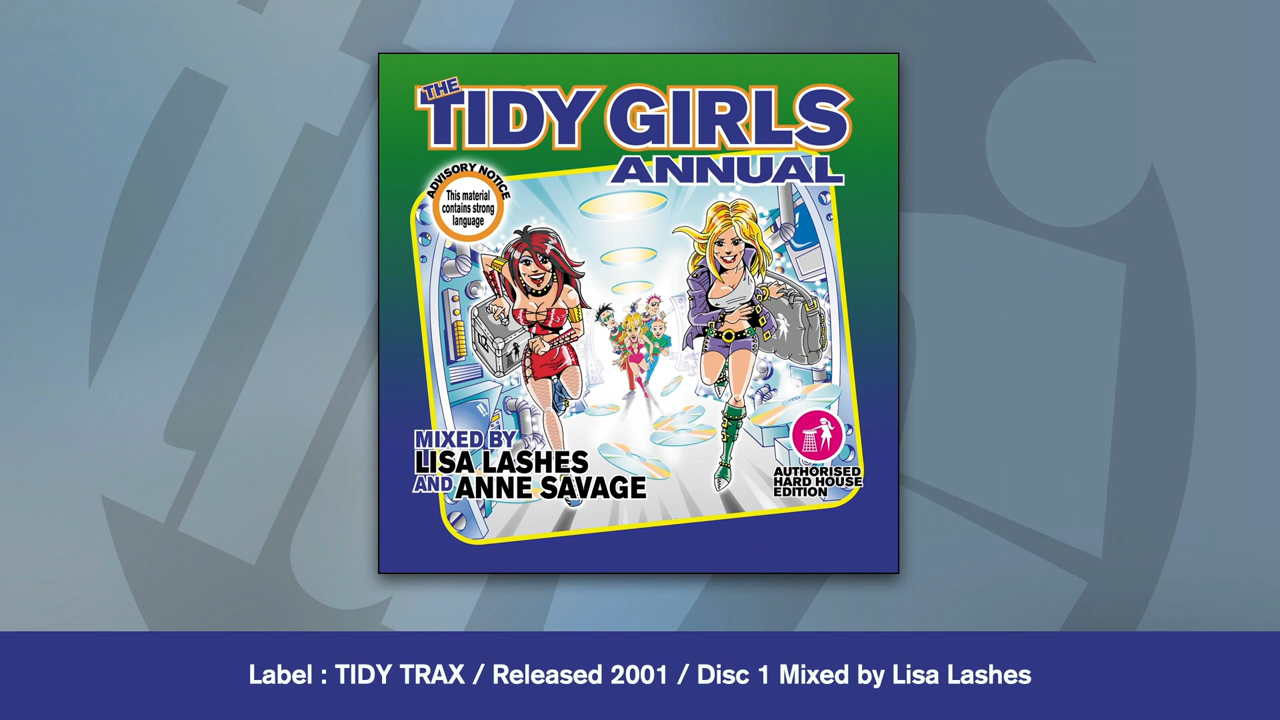 THE
TIDY GIRLS
ANNUAL
ADVISORY NOTICE
This material
contains strong
language
MIXED BY
LISA LASHES
AND ANNE SAVAGE
AUTHORISED
HARD HOUSE
EDITION
Label : TIDY TRAX / Released 2001 / Disc 1 Mixed by Lisa Lashes